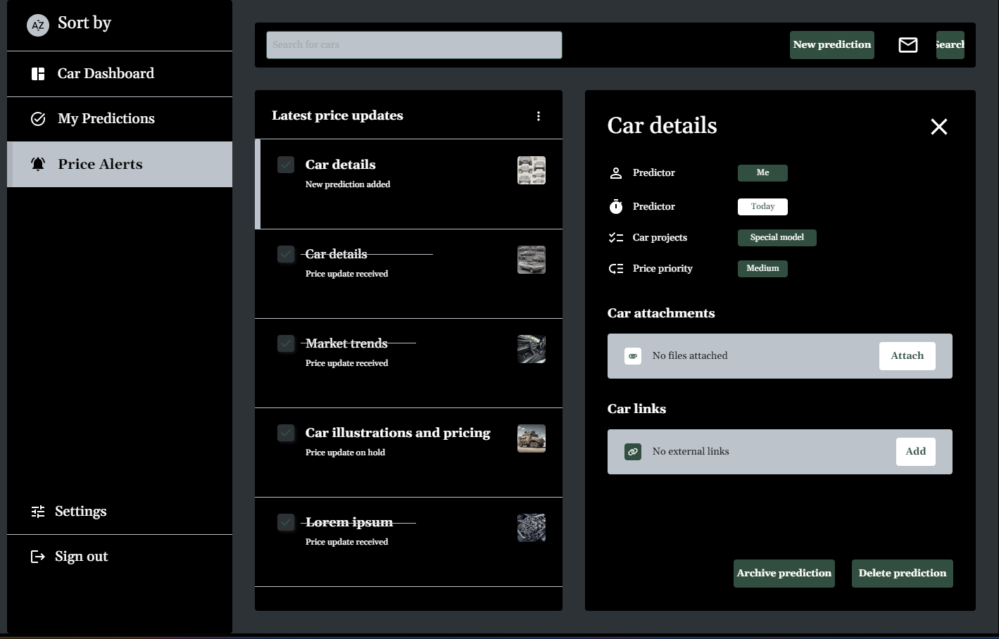 AZ
Sort by
Car Dashboard
My Predictions
Price Alerts
Settings
Sign out
Search for cars
New prediction
Search
Latest price updates
Car details
New prediction added
Car details
Price update received
Market trends
Price update received
Car illustrations and pricing
Price update on hold
Lorem ipsum
Price update received
Car details
Predictor
Me
Predictor
Today
Car projects
Special model
Price priority
Medium
Car attachments
No files attached
Attach
Car links
No external links
Add
Archive prediction
Delete prediction